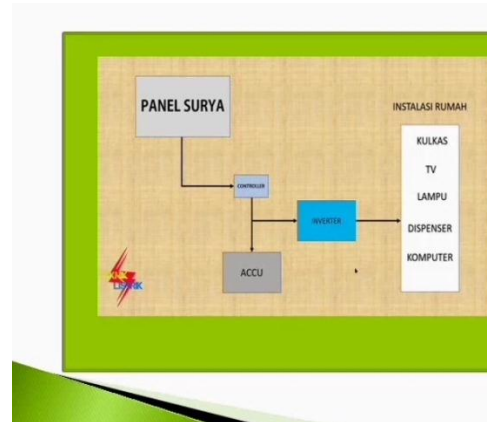 PANEL SURYA
CONTROLLER
INVERTER
ACCU
INSTALASI RUMAH
KULKAS
TV
LAMPU
DISPENSER
KOMPUTER